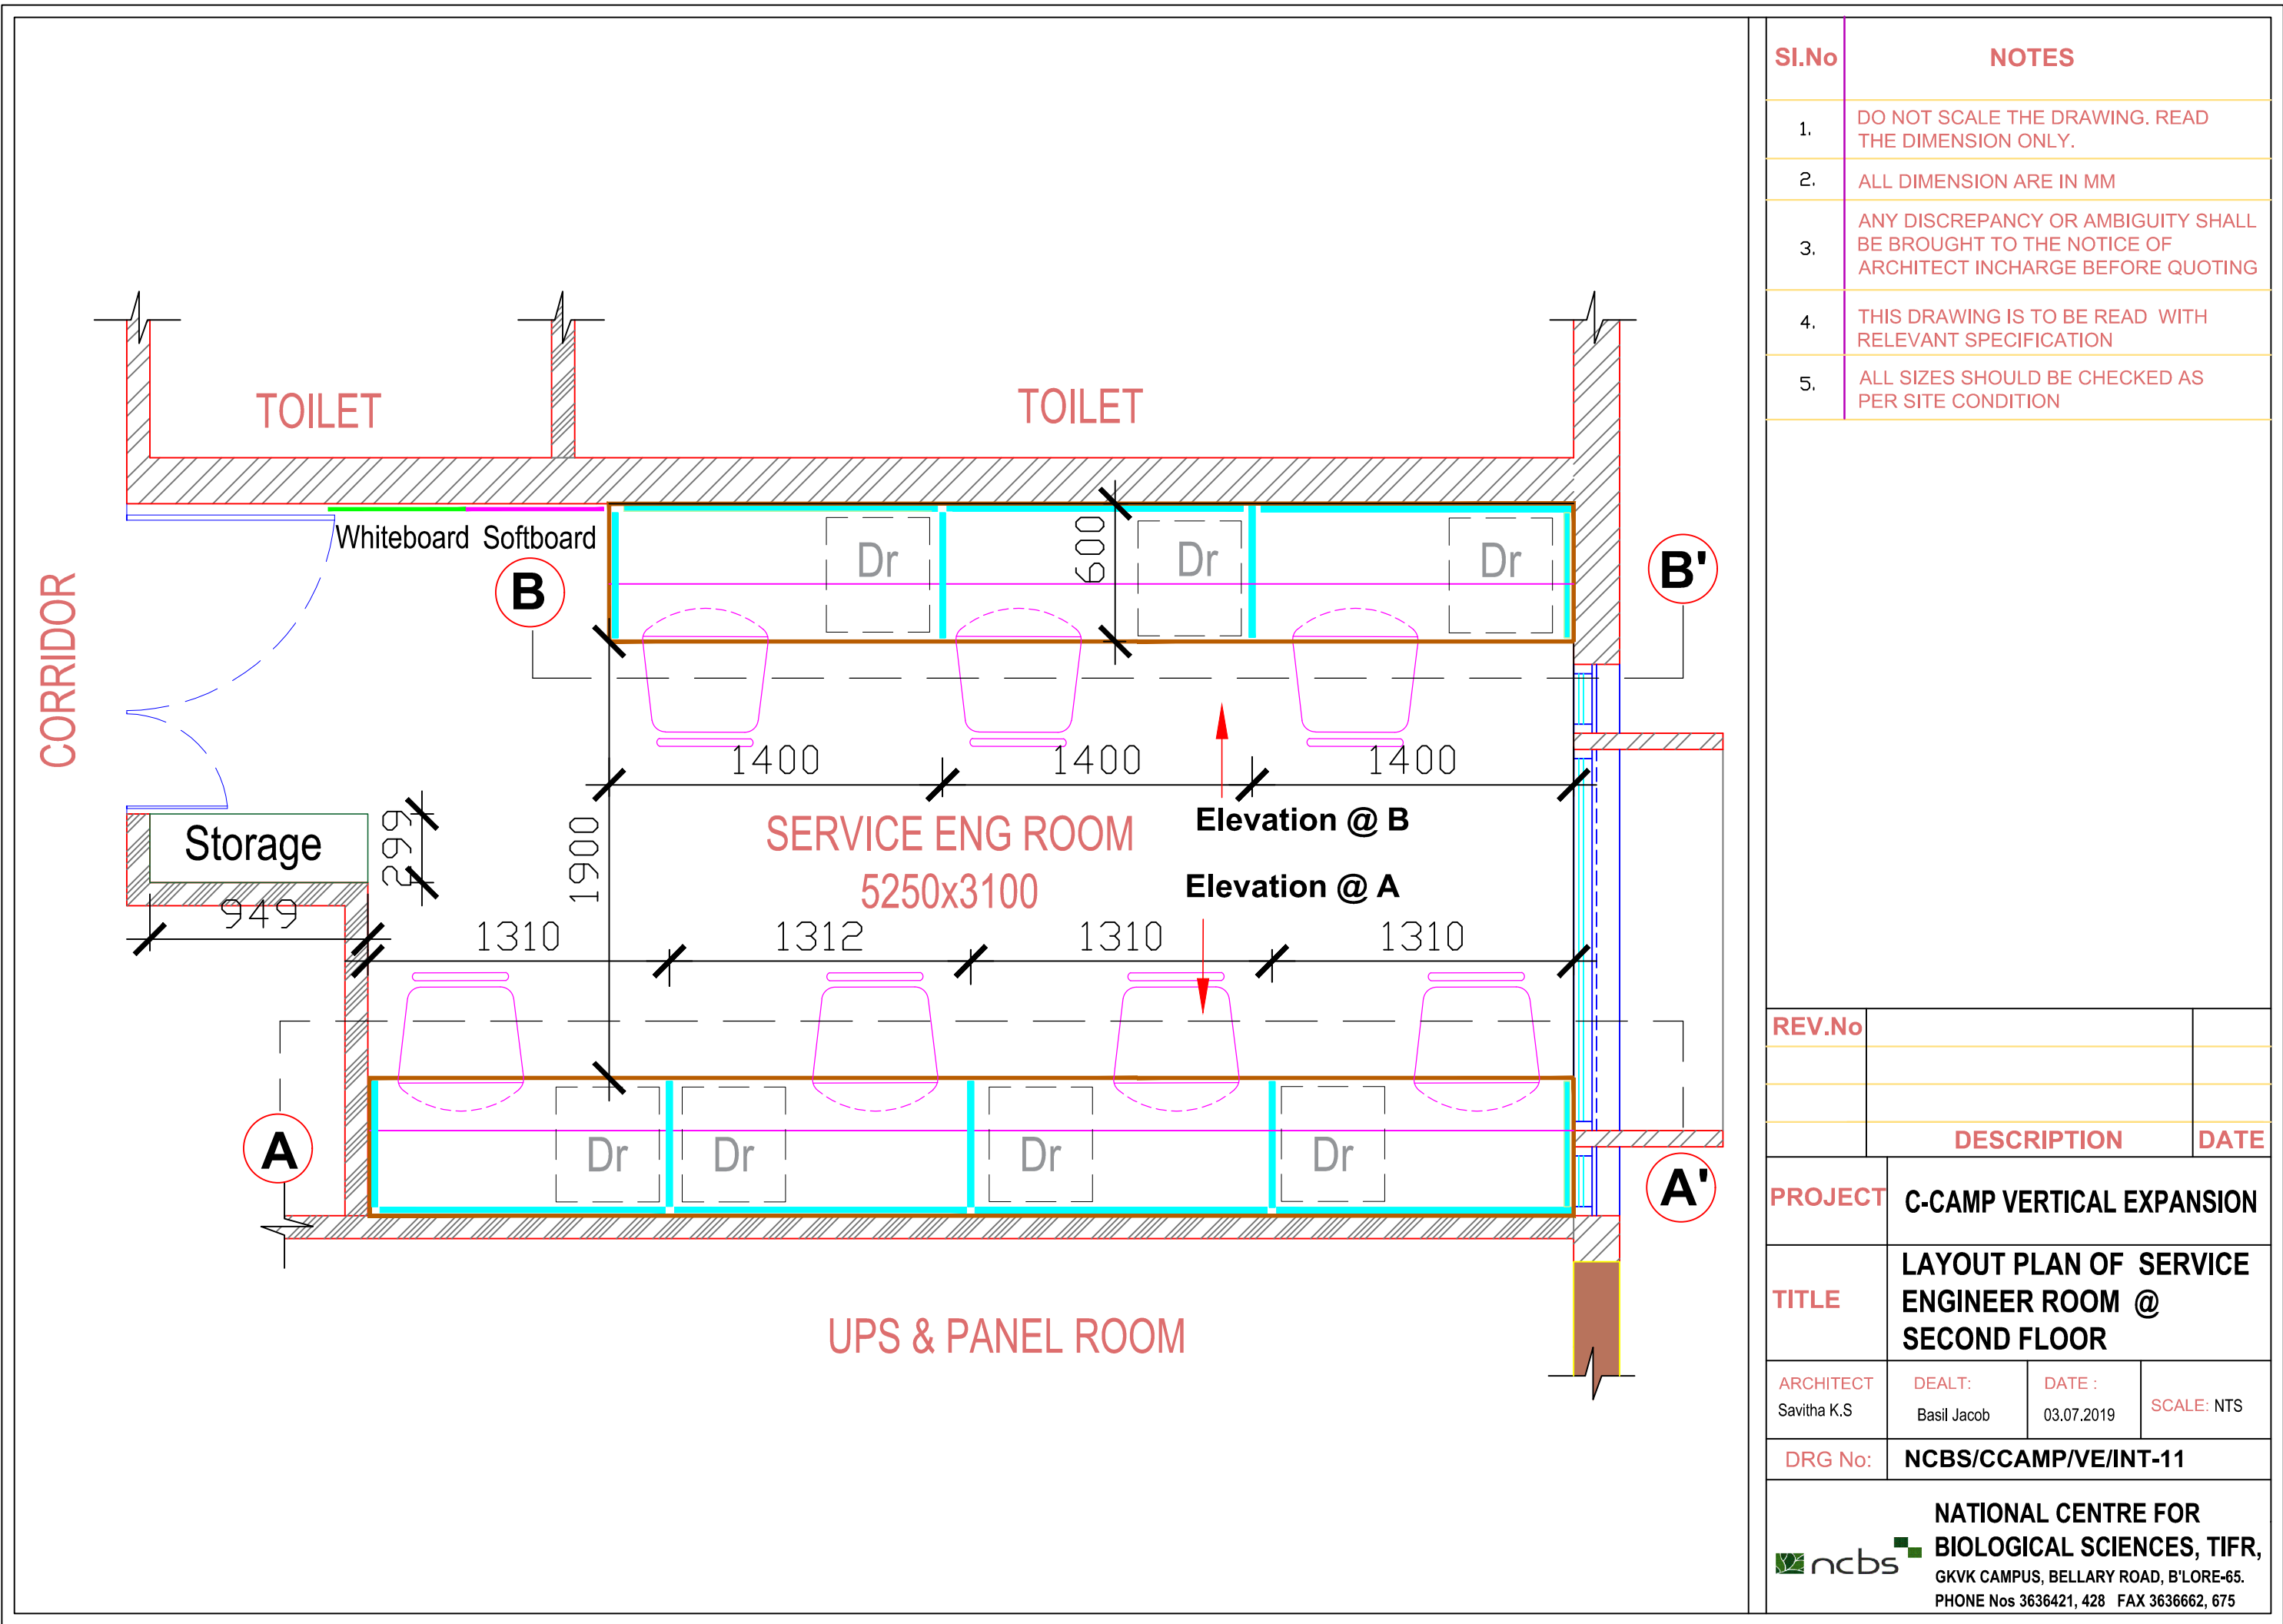 TOILET
TOILET
CORRIDOR
Whiteboard Softboard
B
Dr
600
Dr
Dr
B'
1400
1400
1400
Storage
299
1900
SERVICE ENG ROOM
5250x3100
Elevation @ B
Elevation @ A
949
1310
1312
1310
1310
A
Dr
Dr
Dr
Dr
A'
UPS & PANEL ROOM
SI.No NOTES
1. DO NOT SCALE THE DRAWING. READ
THE DIMENSION ONLY.
2. ALL DIMENSION ARE IN MM
3. ANY DISCREPANCY OR AMBIGUITY SHALL
BE BROUGHT TO THE NOTICE OF
ARCHITECT INCHARGE BEFORE QUOTING
4. THIS DRAWING IS TO BE READ WITH
RELEVANT SPECIFICATION
5. ALL SIZES SHOULD BE CHECKED AS
PER SITE CONDITION
REV.No
DESCRIPTION DATE
PROJECT C-CAMP VERTICAL EXPANSION
TITLE
LAYOUT PLAN OF SERVICE
ENGINEER ROOM @
SECOND FLOOR
ARCHITECT
Savitha K.S
DEALT:
Basil Jacob
DATE :
03.07.2019
SCALE: NTS
DRG No: NCBS/CCAMP/VE/INT-11
ncbs
NATIONAL CENTRE FOR
BIOLOGICAL SCIENCES, TIFR,
GKVK CAMPUS, BELLARY ROAD, B'LORE-65.
PHONE Nos 3636421, 428 FAX 3636662, 675